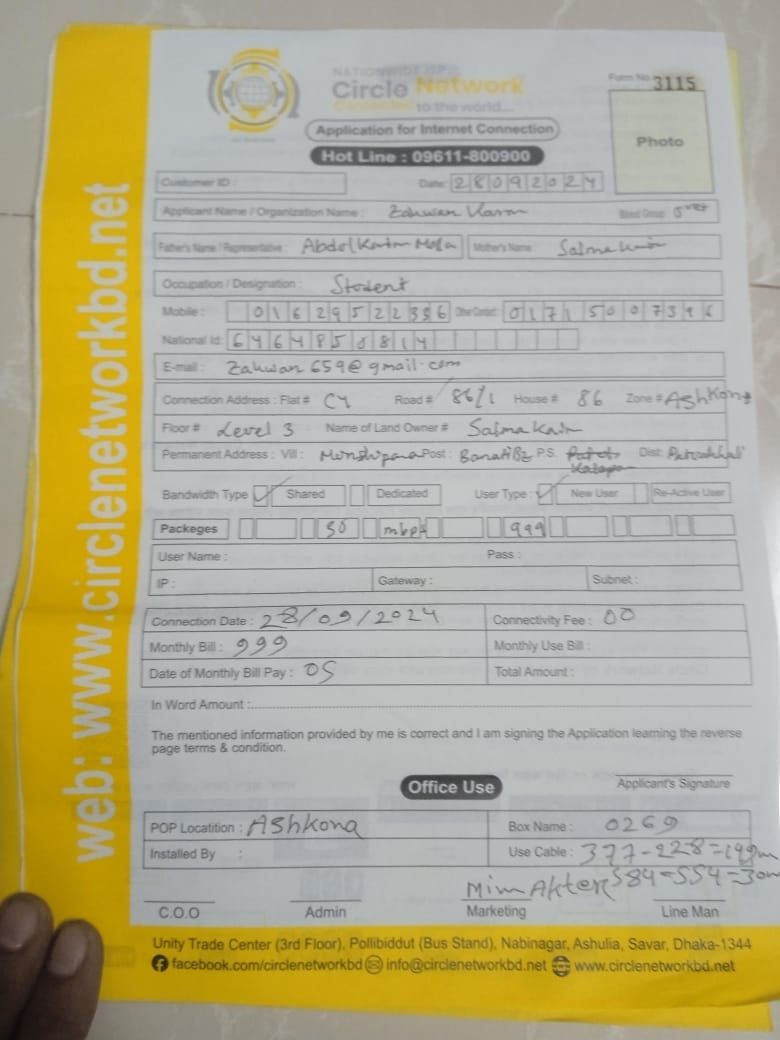 NATIONWIDE ISP
Circle Network
Connected to the world...
Form No 3115
Application for Internet Connection
Hot Line : 09611-800900
Photo
Customer ID :
Date: 28092024
Applicant Name / Organization Name : Zahwan Karim Blood Group:
Father's Name / Representative : Abdol Karim Molla Mother's Name Salma
Occupation / Designation : Stodent
Mobile : 01629522336 Other Contact: 01715007396
National Id: 6464850814
E-mail : Zahwan659@gmail.com
Connection Address : Flat# C4 Road# 86/1 House# 86 Zone# AShKona
Floor# Level 3 Name of Land Owner# Salma
Permanent Address : Vill : Post : P.S. Dist:
Bandwidth Type Shared Dedicated User Type : New User Re-Active User
Packeges 50 mbps 999
User Name : Pass :
IP : Gateway : Subnet :
Connection Date : 28/09/2024 Connectivity Fee : 00
Monthly Bill : 999 Monthly Use Bill :
Date of Monthly Bill Pay : 05 Total Amount :
In Word Amount :
The mentioned information provided by me is correct and I am signing the Application learning the reverse
page terms & condition.
Applicant's Signature
Office Use
POP Locatition : AShkona Box Name : 0269
Installed By : Use Cable : 377-228=149m
Mim Akter 584-554=30m
C.O.O Admin Marketing Line Man
Unity Trade Center (3rd Floor), Pollibiddut (Bus Stand), Nabinagar, Ashulia, Savar, Dhaka-1344
facebook.com/circlenetworkbd info@circlenetworkbd.net www.circlenetworkbd.net
web: www.circlenetworkbd.net